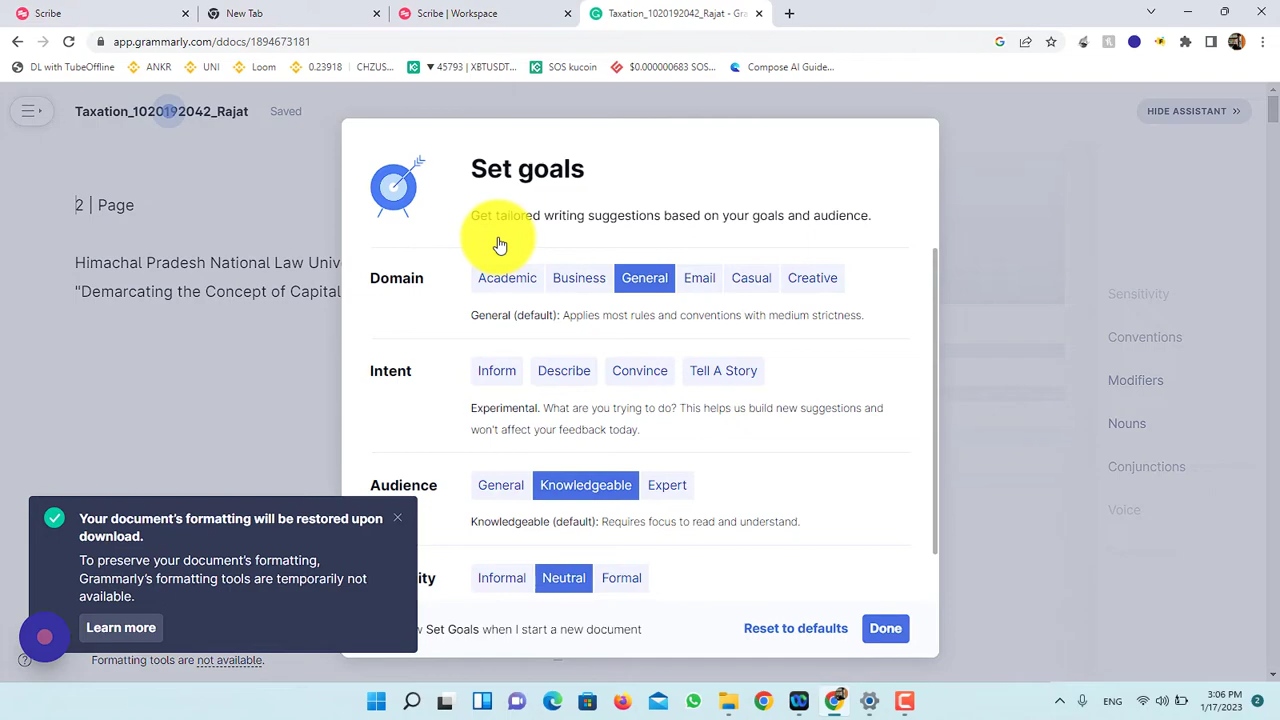 Scribe
New Tab
Scribe | Workspace
Taxation_1020192042_Rajat - Gra
app.grammarly.com/ddocs/1894673181
DL with TubeOffline
ANKR
UNI
Loom
0.23918 | CHZUS...
▼45793 | XBTUSDT...
SOS kucoin
$0.000000683 SOS...
Compose AI Guide...
Taxation_1020192042_Rajat
Saved
HIDE ASSISTANT
2 | Page
Himachal Pradesh National Law Univ
"Demarcating the Concept of Capital
Set goals
Get tailored writing suggestions based on your goals and audience.
Domain
Academic Business General Email Casual Creative
General (default): Applies most rules and conventions with medium strictness.
Intent
Inform Describe Convince Tell A Story
Experimental. What are you trying to do? This helps us build new suggestions and
won't affect your feedback today.
Audience
General Knowledgeable Expert
Knowledgeable (default): Requires focus to read and understand.
ity
Informal Neutral Formal
w Set Goals when I start a new document
Reset to defaults
Done
Sensitivity
Conventions
Modifiers
Nouns
Conjunctions
Voice
Your document's formatting will be restored upon
download.
To preserve your document's formatting,
Grammarly's formatting tools are temporarily not
available.
Learn more
Formatting tools are not available.
ENG
3:06 PM
1/17/2023
2